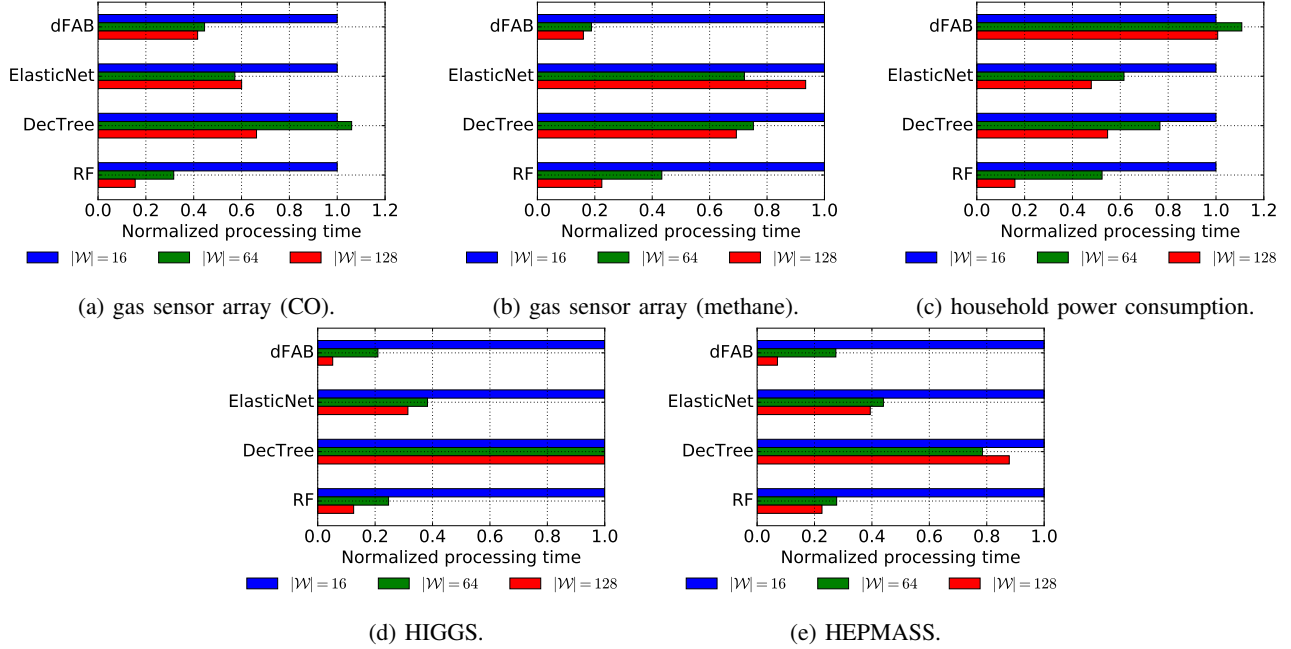 dFAB
ElasticNet
DecTree
RF
0.0 0.2 0.4 0.6 0.8 1.0 1.2
Normalized processing time
|W| = 16 |W| = 64 |W| = 128
(a) gas sensor array (CO).
dFAB
ElasticNet
DecTree
RF
0.0 0.2 0.4 0.6 0.8 1.0
Normalized processing time
|W| = 16 |W| = 64 |W| = 128
(b) gas sensor array (methane).
dFAB
ElasticNet
DecTree
RF
0.0 0.2 0.4 0.6 0.8 1.0 1.2
Normalized processing time
|W| = 16 |W| = 64 |W| = 128
(c) household power consumption.
dFAB
ElasticNet
DecTree
RF
0.0 0.2 0.4 0.6 0.8 1.0
Normalized processing time
|W| = 16 |W| = 64 |W| = 128
(d) HIGGS.
dFAB
ElasticNet
DecTree
RF
0.0 0.2 0.4 0.6 0.8 1.0
Normalized processing time
|W| = 16 |W| = 64 |W| = 128
(e) HEPMASS.